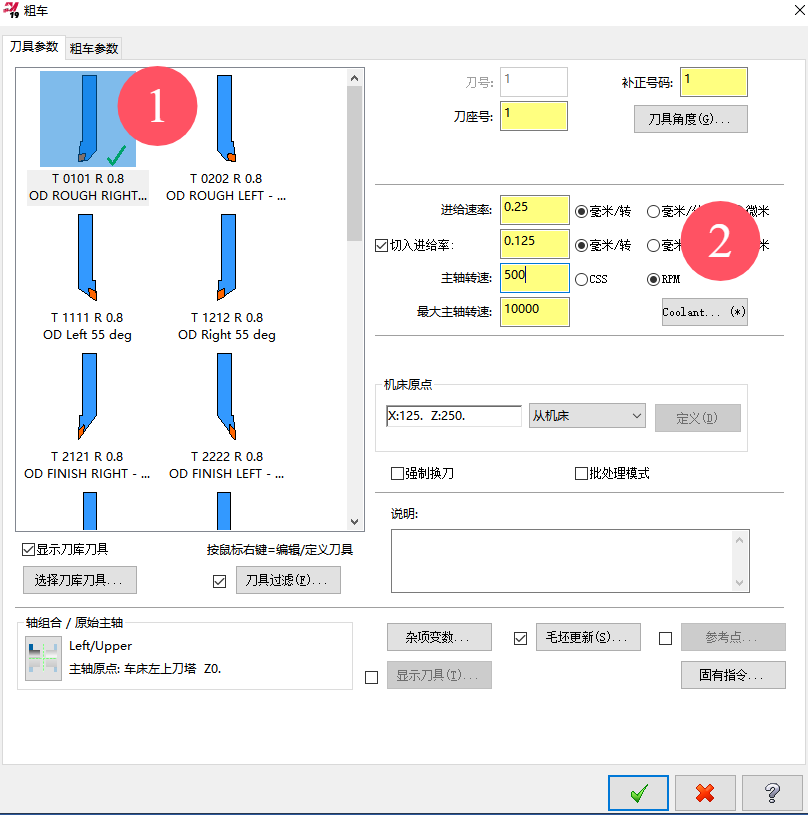 19 粗车
刀具参数 粗车参数
1
T 0101 R 0.8
OD ROUGH RIGHT...
T 0202 R 0.8
OD ROUGH LEFT - ...
T 1111 R 0.8
OD Left 55 deg
T 1212 R 0.8
OD Right 55 deg
T 2121 R 0.8
OD FINISH RIGHT - ...
T 2222 R 0.8
OD FINISH LEFT - ...
显示刀库刀具 按鼠标右键=编辑/定义刀具
选择刀库刀具... 刀具过滤(F)...
刀号: 1 补正号码: 1
刀座号: 1 刀具角度(G)...
进给速率: 0.25 毫米/转 毫米/ 微米
切入进给率: 0.125 毫米/转 毫 米
2
主轴转速: 500 CSS RPM
最大主轴转速: 10000 Coolant... (*)
机床原点
X:125. Z:250. 从机床 定义(D)
强制换刀 批处理模式
说明:
轴组合 / 原始主轴
Left/Upper
主轴原点: 车床左上刀塔 Z0.
杂项变数... 毛坯更新(S)... 参考点...
显示刀具(T)... 固有指令...
?